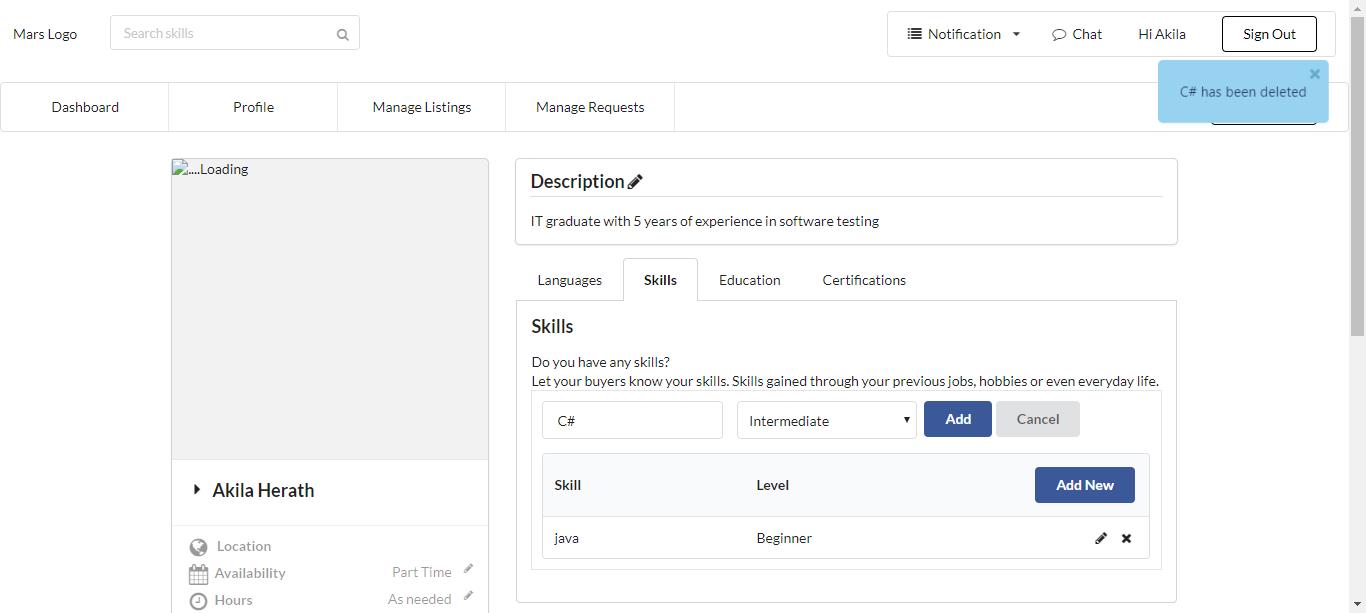 Mars Logo
Search skills
Notification
Chat
Hi Akila
Sign Out
C# has been deleted
Dashboard
Profile
Manage Listings
Manage Requests
....Loading
Akila Herath
Location
Availability
Part Time
Hours
As needed
Description
IT graduate with 5 years of experience in software testing
Languages
Skills
Education
Certifications
Skills
Do you have any skills?
Let your buyers know your skills. Skills gained through your previous jobs, hobbies or even everyday life.
C#
Intermediate
Add
Cancel
Skill
Level
Add New
java
Beginner